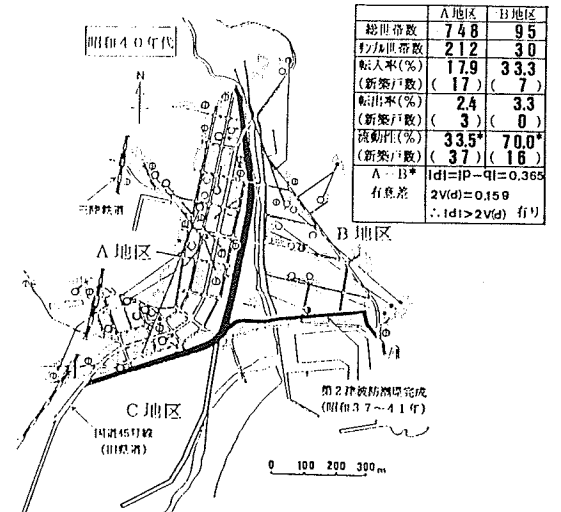 昭和40年代
A地区 B地区
総世帯数 748 95
サンプル世帯数 212 30
転入率(%) 17.9 33.3
(新築戸数) ( 17 ) ( 7 )
転出率(%) 2.4 3.3
(新築戸数) ( 3 ) ( 0 )
流動性(%) 33.5* 70.0*
(新築戸数) ( 37 ) ( 16 )
A-B* |d|=|p-q|=0.365
有意差 2V(d)=0.159
∴|d|>2V(d) 有り
N
三陸鉄道
A地区
B地区
C地区
国道45号線
(旧県道)
第2津波防潮堤完成
(昭和37~41年)
0 100 200 300m